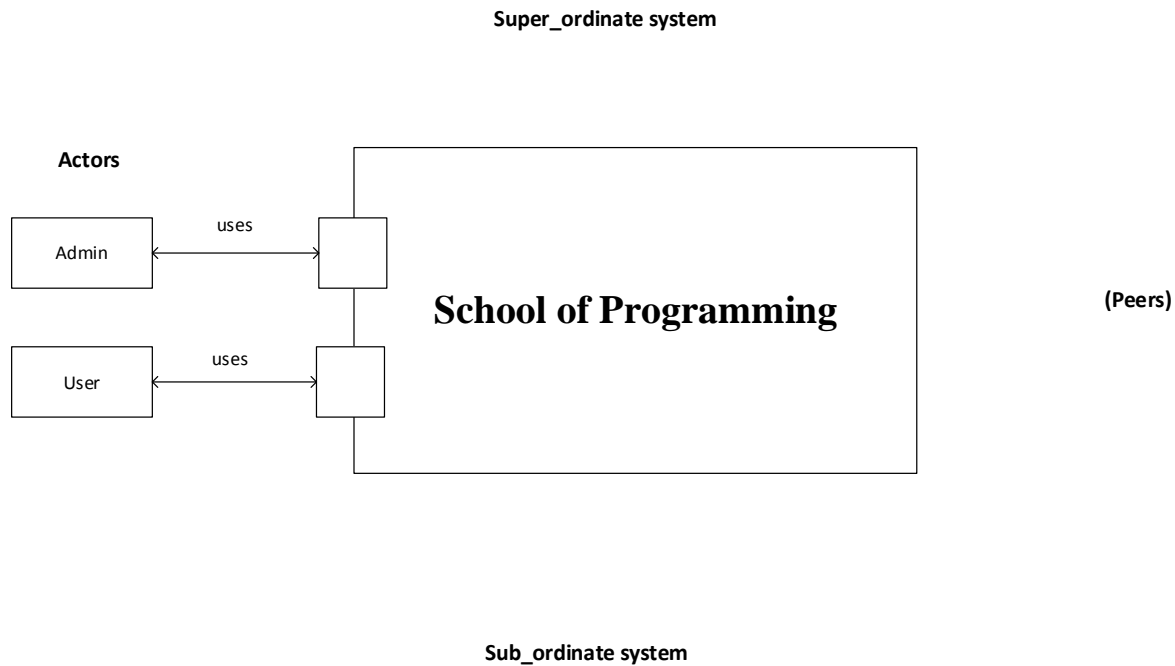 Super_ordinate system
Actors
uses
Admin
School of Programming
(Peers)
uses
User
Sub_ordinate system